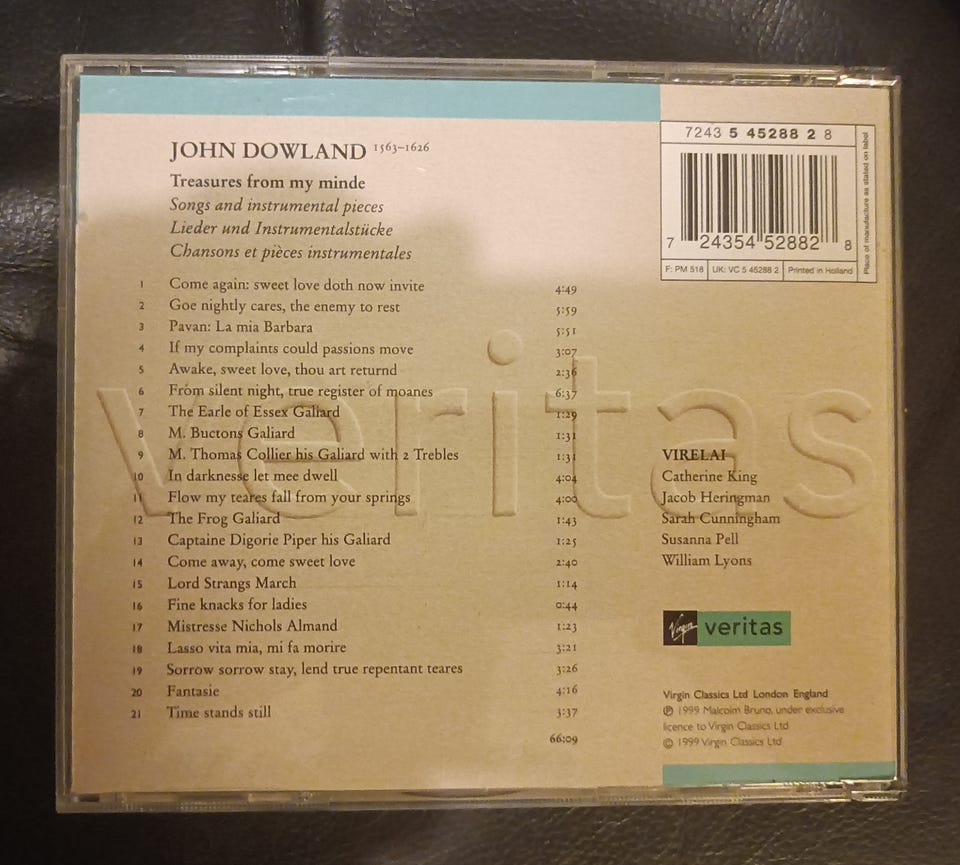 JOHN DOWLAND 1563–1626
Treasures from my minde
Songs and instrumental pieces
Lieder und Instrumentalstücke
Chansons et pièces instrumentales
1 Come again: sweet love doth now invite 4:49
2 Goe nightly cares, the enemy to rest 5:59
3 Pavan: La mia Barbara 5:51
4 If my complaints could passions move 3:07
5 Awake, sweet love, thou art returnd 2:36
6 From silent night, true register of moanes 6:37
7 The Earle of Essex Galiard 1:29
8 M. Buctons Galiard 1:31
9 M. Thomas Collier his Galiard with 2 Trebles 1:31
10 In darknesse let mee dwell 4:04
11 Flow my teares fall from your springs 4:00
12 The Frog Galiard 1:43
13 Captaine Digorie Piper his Galiard 1:25
14 Come away, come sweet love 2:40
15 Lord Strangs March 1:14
16 Fine knacks for ladies 0:44
17 Mistresse Nichols Almand 1:23
18 Lasso vita mia, mi fa morire 3:21
19 Sorrow sorrow stay, lend true repentant teares 3:26
20 Fantasie 4:16
21 Time stands still 3:37
66:09
veritas
7243 5 45288 2 8
7 24354 52882 8
Place of manufacture as stated on label
F: PM 518 UK: VC 5 45288 2 Printed in Holland
VIRELAI
Catherine King
Jacob Heringman
Sarah Cunningham
Susanna Pell
William Lyons
Virgin veritas
Virgin Classics Ltd London England
℗ 1999 Malcolm Bruno, under exclusive
licence to Virgin Classics Ltd
© 1999 Virgin Classics Ltd